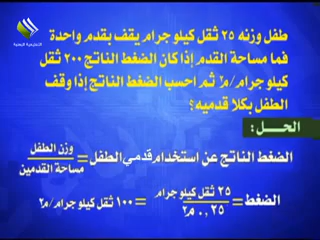 طفل وزنه ٢٥ ثقل كيلو جرام يقف بقدم واحدة
فما مساحة القدم إذا كان الضغط الناتج ٢٠٠ ثقل
كيلو جرام/م٢ ثم احسب الضغط الناتج إذا وقف
الطفل بكلا قدميه؟
الحـــل :
الضغط الناتج عن استخدام قدمي الطفل = وزن الطفل / مساحة القدمين
الضغط = ٢٥ ثقل كيلو جرام / ٠,٢٥ م٢ = ١٠٠ ثقل كيلو جرام/م٢